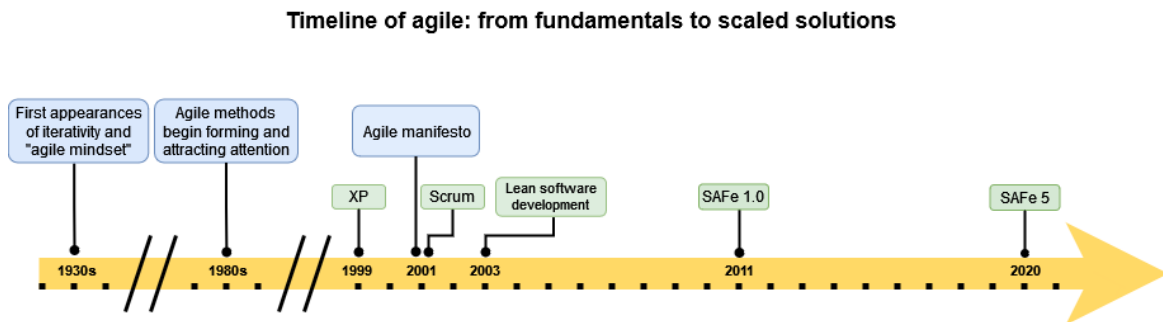 Timeline of agile: from fundamentals to scaled solutions
First appearances
of iterativity and
"agile mindset"
Agile methods
begin forming and
attracting attention
Agile manifesto
XP
Scrum
Lean software
development
SAFe 1.0
SAFe 5
1930s
1980s
1999
2001
2003
2011
2020